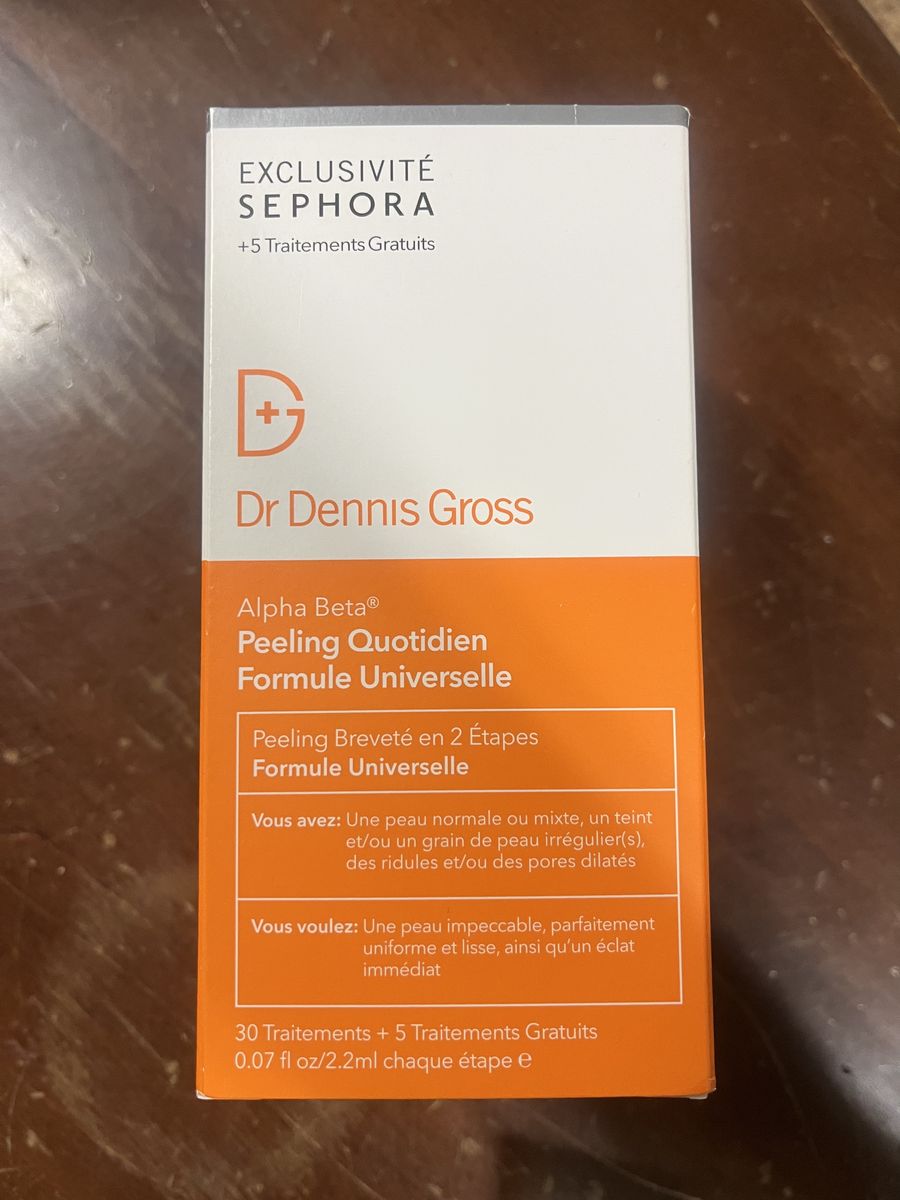 EXCLUSIVITÉ
SEPHORA
+5 Traitements Gratuits
Dr Dennis Gross
Alpha Beta®
Peeling Quotidien
Formule Universelle
Peeling Breveté en 2 Étapes
Formule Universelle
Vous avez: Une peau normale ou mixte, un teint
et/ou un grain de peau irrégulier(s),
des ridules et/ou des pores dilatés
Vous voulez: Une peau impeccable, parfaitement
uniforme et lisse, ainsi qu'un éclat
immédiat
30 Traitements + 5 Traitements Gratuits
0.07 fl oz/2.2ml chaque étape ℮